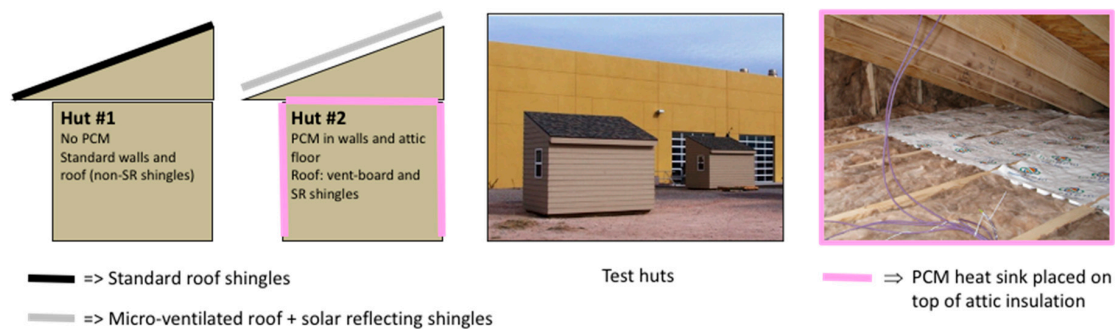 Hut #1
No PCM
Standard walls and
roof (non-SR shingles)
Hut #2
PCM in walls and attic
floor
Roof: vent-board and
SR shingles
=> Standard roof shingles
=> Micro-ventilated roof + solar reflecting shingles
Test huts
⇒ PCM heat sink placed on
top of attic insulation